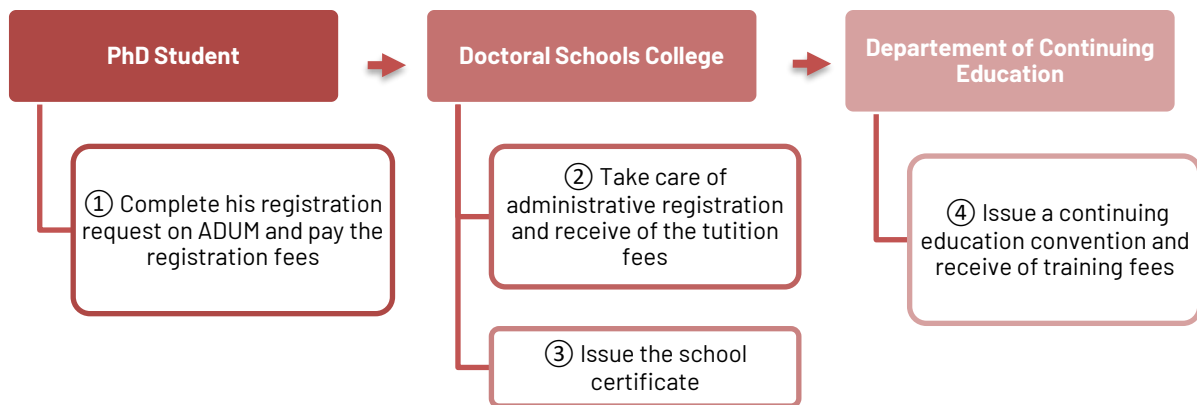 PhD Student
① Complete his registration
request on ADUM and pay the
registration fees
Doctoral Schools College
② Take care of
administrative registration
and receive of the tutition
fees
③ Issue the school
certificate
Departement of Continuing
Education
④ Issue a continuing
education convention and
receive of training fees